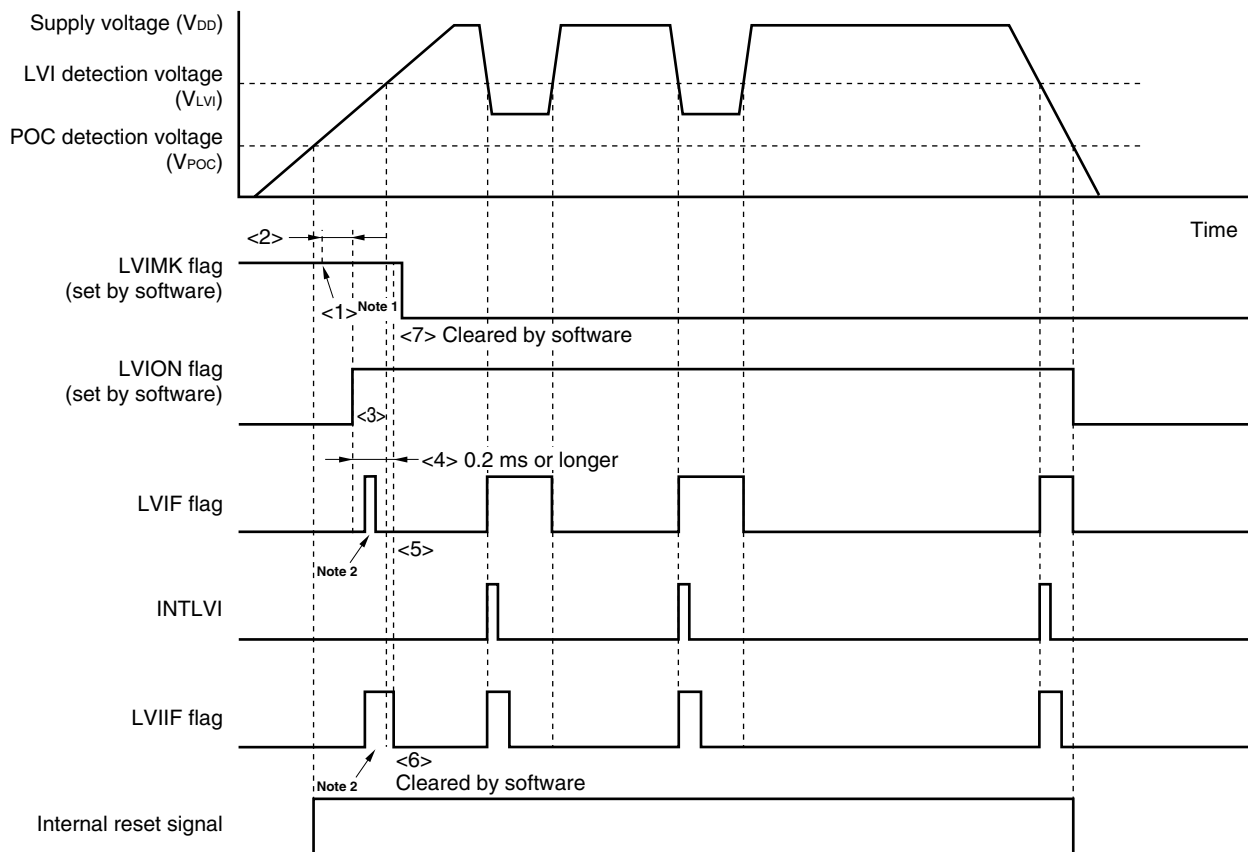 Supply voltage (VDD)
LVI detection voltage
(VLVI)
POC detection voltage
(VPOC)
Time
<2>
LVIMK flag
(set by software)
<1> Note 1
<7> Cleared by software
LVION flag
(set by software)
<3>
<4> 0.2 ms or longer
LVIF flag
Note 2
<5>
INTLVI
LVIIF flag
Note 2
<6>
Cleared by software
Internal reset signal